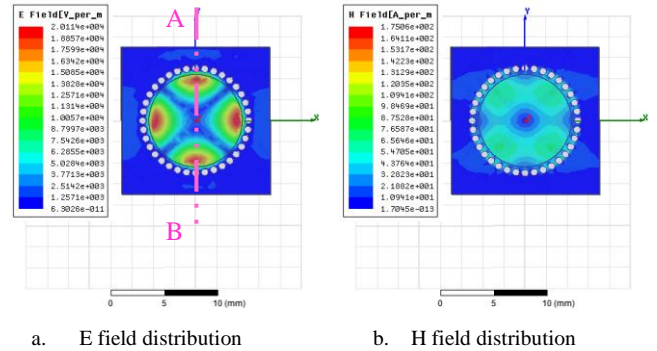 E Field[V_per_m
2.0114e+004
1.8857e+004
1.7599e+004
1.6342e+004
1.5085e+004
1.3828e+004
1.2571e+004
1.1314e+004
1.0057e+004
8.7997e+003
7.5426e+003
6.2855e+003
5.0284e+003
3.7713e+003
2.5142e+003
1.2571e+003
6.3026e-011
A
Y
X
B
0 5 10 (mm)
H Field[A_per_m
1.7506e+002
1.6411e+002
1.5317e+002
1.4223e+002
1.3129e+002
1.2035e+002
1.0941e+002
9.8469e+001
8.7528e+001
7.6587e+001
6.5646e+001
5.4705e+001
4.3764e+001
3.2823e+001
2.1882e+001
1.0941e+001
1.7045e-013
Y
X
0 5 10 (mm)
a. E field distribution
b. H field distribution